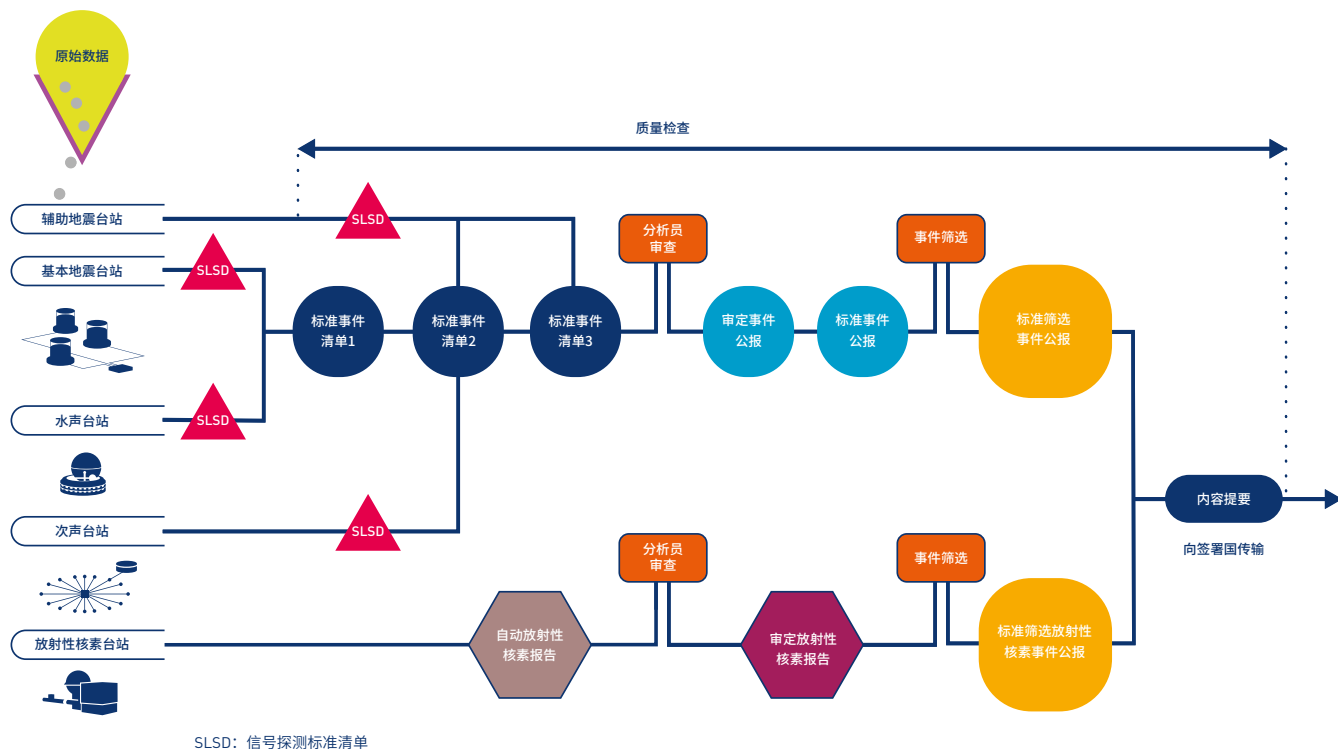 原始数据
质量检查
辅助地震台站
SLSD
基本地震台站
SLSD
分析员
审查
事件筛选
标准事件
清单1
标准事件
清单2
标准事件
清单3
审定事件
公报
标准事件
公报
标准筛选
事件公报
水声台站
SLSD
次声台站
SLSD
内容提要
向签署国传输
分析员
审查
事件筛选
放射性核素台站
自动放射性
核素报告
审定放射性
核素报告
标准筛选放射性
核素事件公报
SLSD：信号探测标准清单